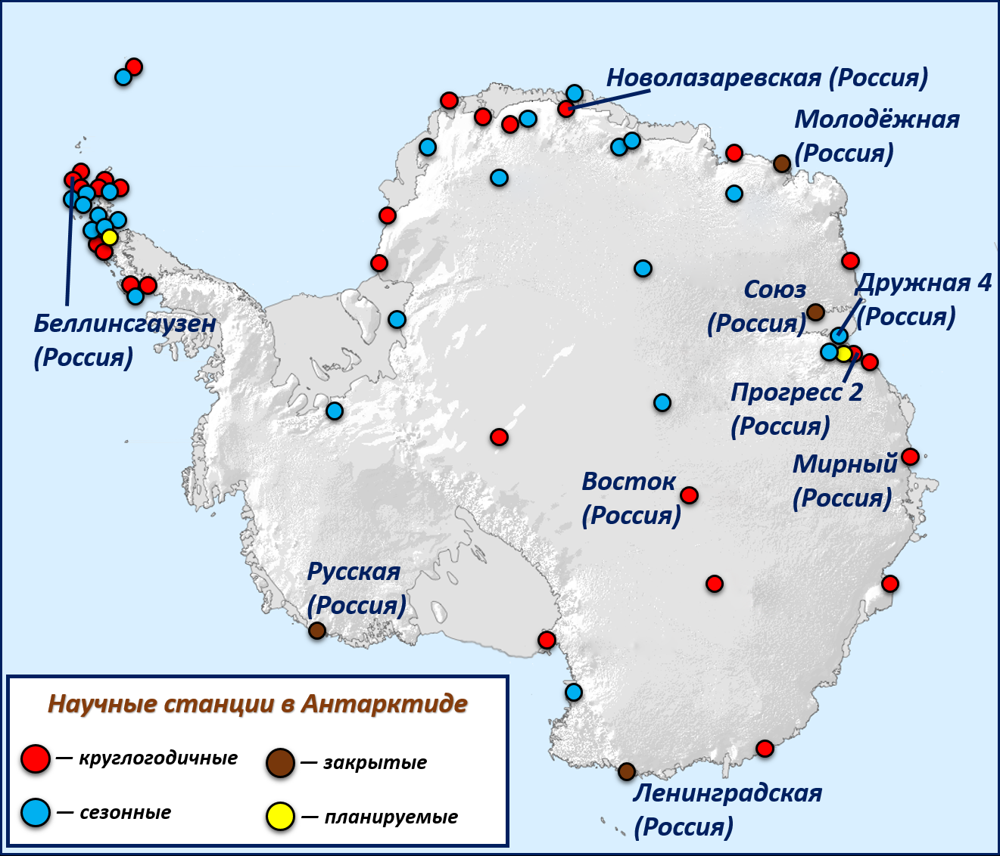 Новолазаревская (Россия)
Молодёжная
(Россия)
Союз
(Россия)
Дружная 4
(Россия)
Беллинсгаузен
(Россия)
Прогресс 2
(Россия)
Мирный
(Россия)
Восток
(Россия)
Русская
(Россия)
Ленинградская
(Россия)
Научные станции в Антарктиде
— круглогодичные
— закрытые
— сезонные
— планируемые